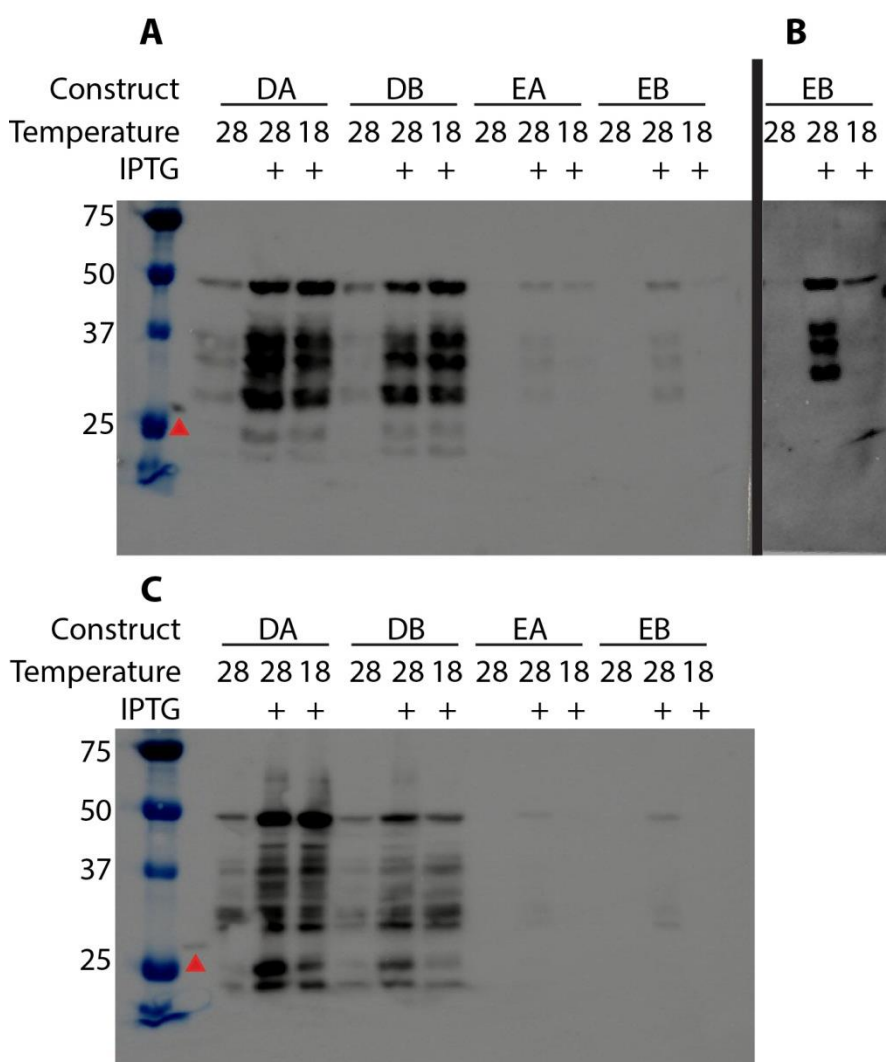 A
Construct DA DB EA EB
Temperature 28 28 18 28 28 18 28 28 18 28 28 18
IPTG + + + + + + + +
75
50
37
25
B
EB
28 28 18
+ +
C
Construct DA DB EA EB
Temperature 28 28 18 28 28 18 28 28 18 28 28 18
IPTG + + + + + + + +
75
50
37
25